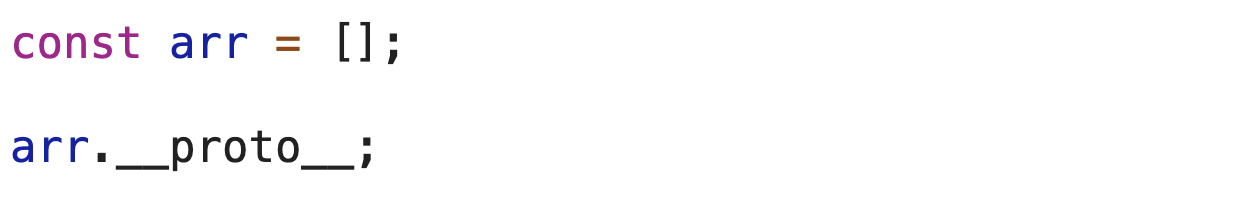 const arr = [];
arr.__proto__;